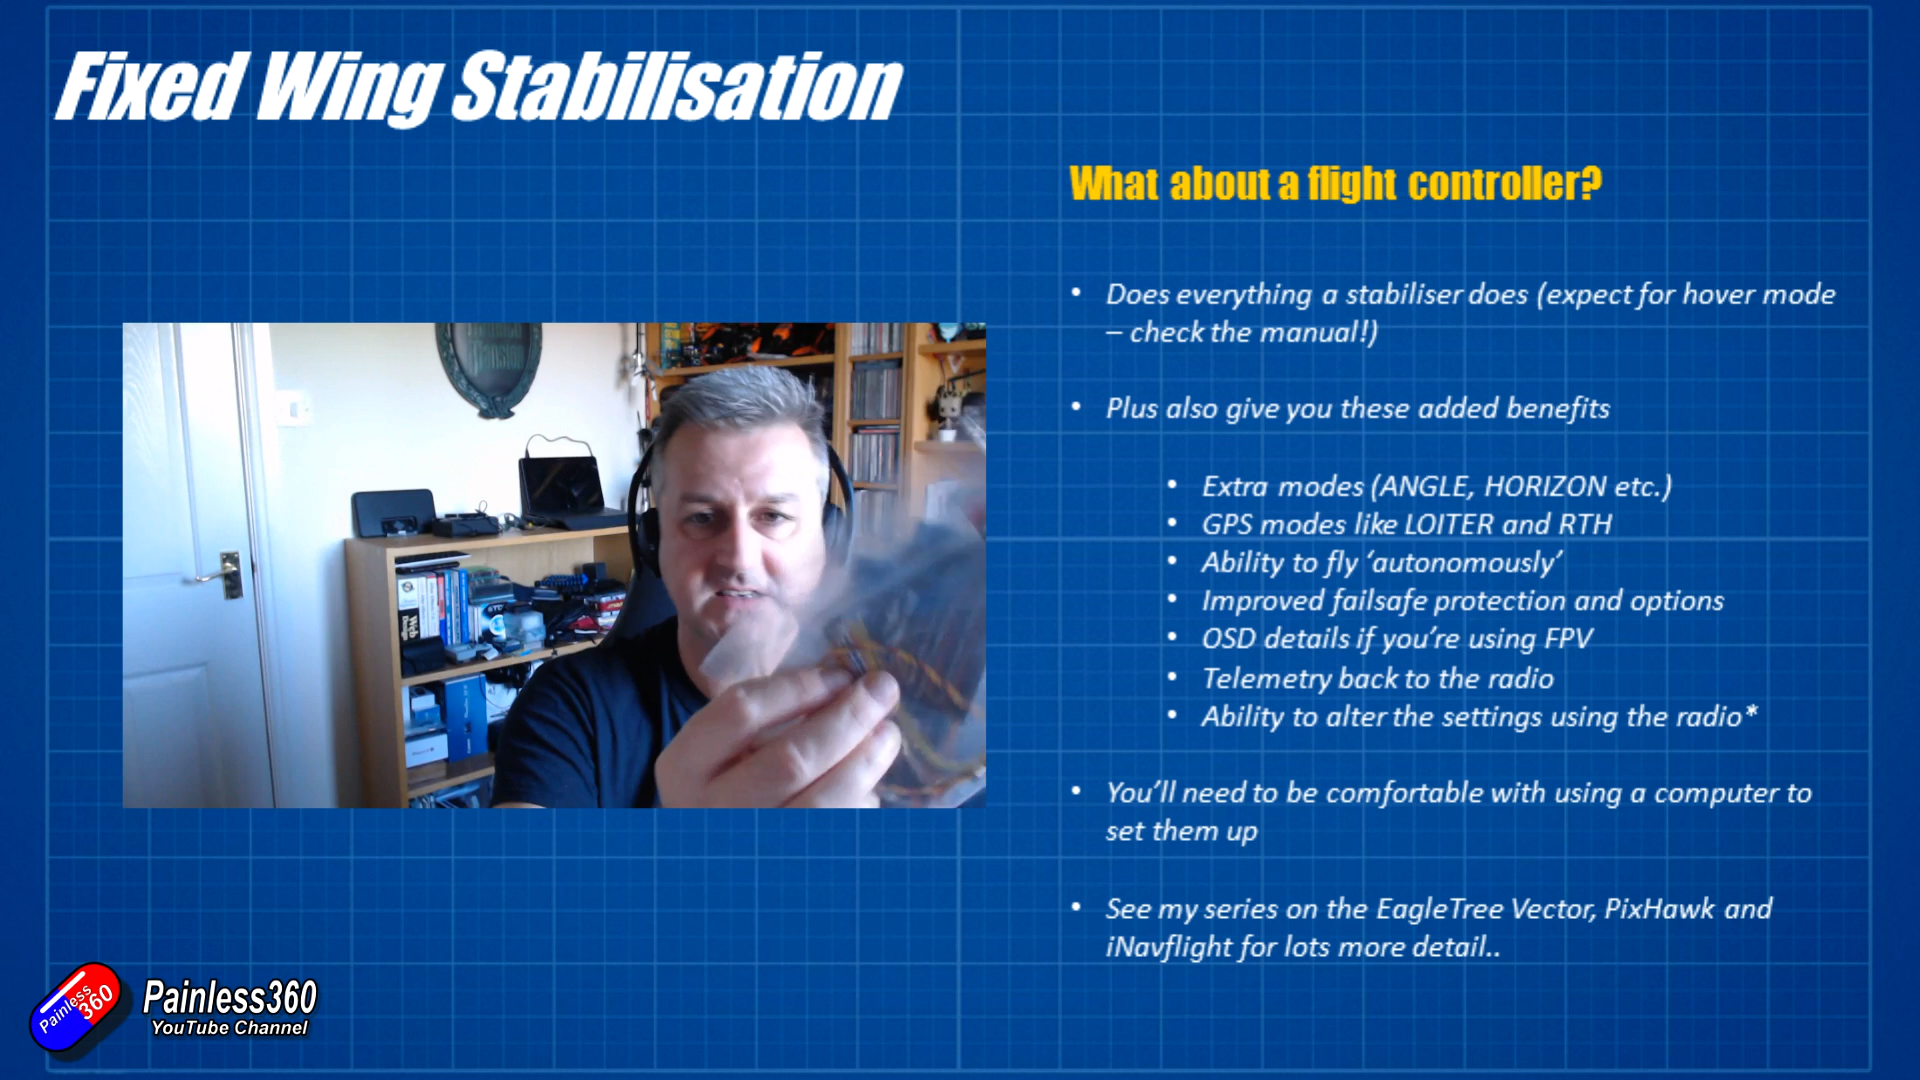 Fixed Wing Stabilisation
What about a flight controller?
• Does everything a stabiliser does (expect for hover mode
– check the manual!)
• Plus also give you these added benefits
• Extra modes (ANGLE, HORIZON etc.)
• GPS modes like LOITER and RTH
• Ability to fly ‘autonomously’
• Improved failsafe protection and options
• OSD details if you’re using FPV
• Telemetry back to the radio
• Ability to alter the settings using the radio*
• You’ll need to be comfortable with using a computer to
set them up
• See my series on the EagleTree Vector, PixHawk and
iNavflight for lots more detail..
Mansion
Web
Design
Painless
360
Painless360
YouTube Channel